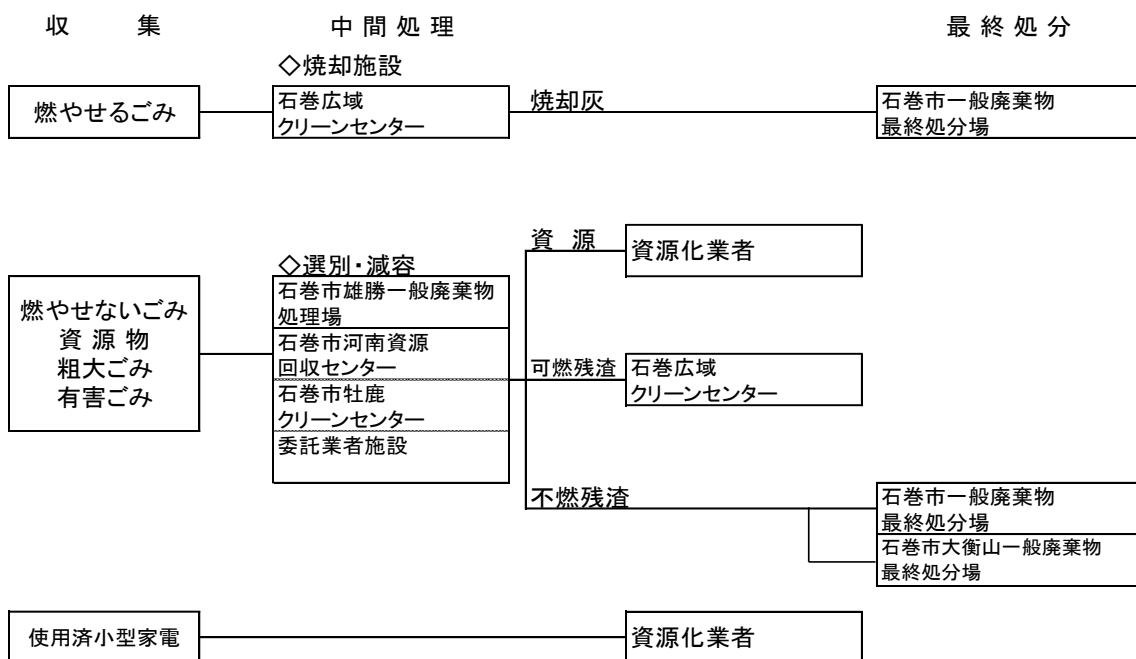 収　集
中間処理
最終処分
◇焼却施設
燃やせるごみ
石巻広域
クリーンセンター
焼却灰
石巻市一般廃棄物
最終処分場
資源
資源化業者
◇選別・減容
燃やせないごみ
資源物
粗大ごみ
有害ごみ
石巻市雄勝一般廃棄物
処理場
石巻市河南資源
回収センター
石巻市牡鹿
クリーンセンター
委託業者施設
可燃残渣
石巻広域
クリーンセンター
不燃残渣
石巻市一般廃棄物
最終処分場
石巻市大衡山一般廃棄物
最終処分場
使用済小型家電
資源化業者